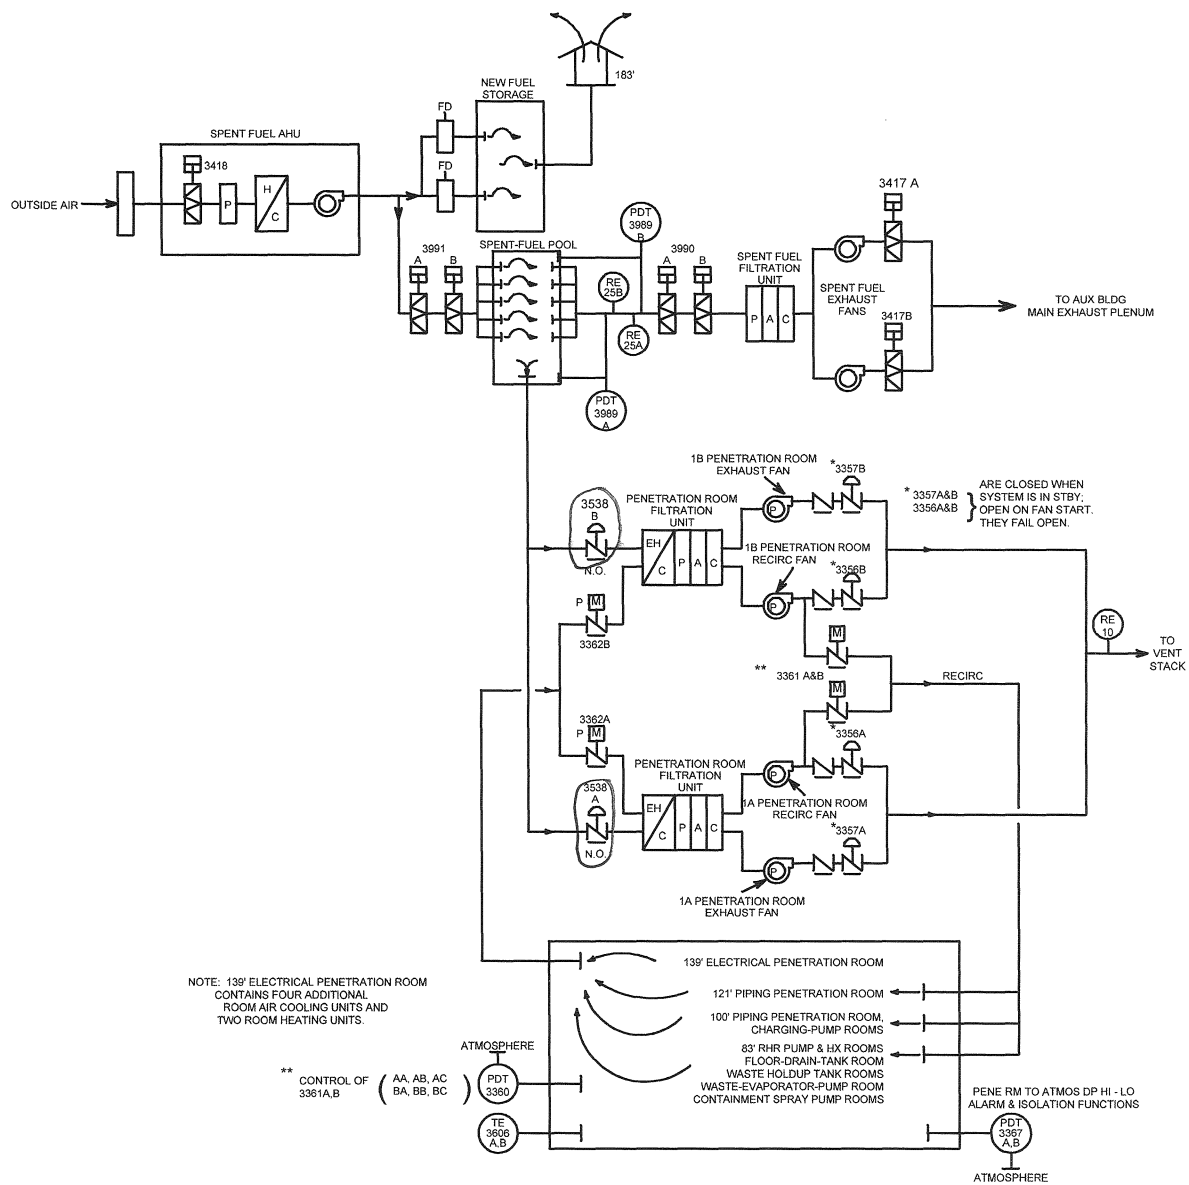 183'
NEW FUEL
STORAGE
FD
SPENT FUEL AHU
3418
FD
OUTSIDE AIR
P
H
C
3417 A
PDT
3989
B
SPENT-FUEL POOL
3991
A B
3990
A B
SPENT FUEL
FILTRATION
UNIT
RE
25B
SPENT FUEL
EXHAUST
FANS
P A C
TO AUX BLDG
MAIN EXHAUST PLENUM
3417B
RE
25A
PDT
3989
A
1B PENETRATION ROOM
EXHAUST FAN
* 3357B
ARE CLOSED WHEN
SYSTEM IS IN STBY;
OPEN ON FAN START.
THEY FAIL OPEN.
* 3357A&B
3356A&B
PENETRATION ROOM
FILTRATION
UNIT
3538
B
P
EH
C
P A C
N.O.
1B PENETRATION ROOM
RECIRC FAN
* 3356B
P
P M
3362B
M
RE
10
TO
VENT
STACK
** 3361 A&B
RECIRC
M
3362A
P M
* 3356A
PENETRATION ROOM
FILTRATION
UNIT
P
3538
A
EH
C
P A C
N.O.
1A PENETRATION ROOM
RECIRC FAN
* 3357A
P
1A PENETRATION ROOM
EXHAUST FAN
139' ELECTRICAL PENETRATION ROOM
NOTE: 139' ELECTRICAL PENETRATION ROOM
CONTAINS FOUR ADDITIONAL
ROOM AIR COOLING UNITS AND
TWO ROOM HEATING UNITS.
121' PIPING PENETRATION ROOM
100' PIPING PENETRATION ROOM,
CHARGING-PUMP ROOMS
83' RHR PUMP & HX ROOMS
FLOOR-DRAIN-TANK ROOM
WASTE HOLDUP TANK ROOMS
WASTE-EVAPORATOR-PUMP ROOM
CONTAINMENT SPRAY PUMP ROOMS
ATMOSPHERE
** CONTROL OF
3361A,B
( AA, AB, AC
BA, BB, BC )
PDT
3360
TE
3606
A,B
PENE RM TO ATMOS DP HI - LO
ALARM & ISOLATION FUNCTIONS
PDT
3367
A,B
ATMOSPHERE